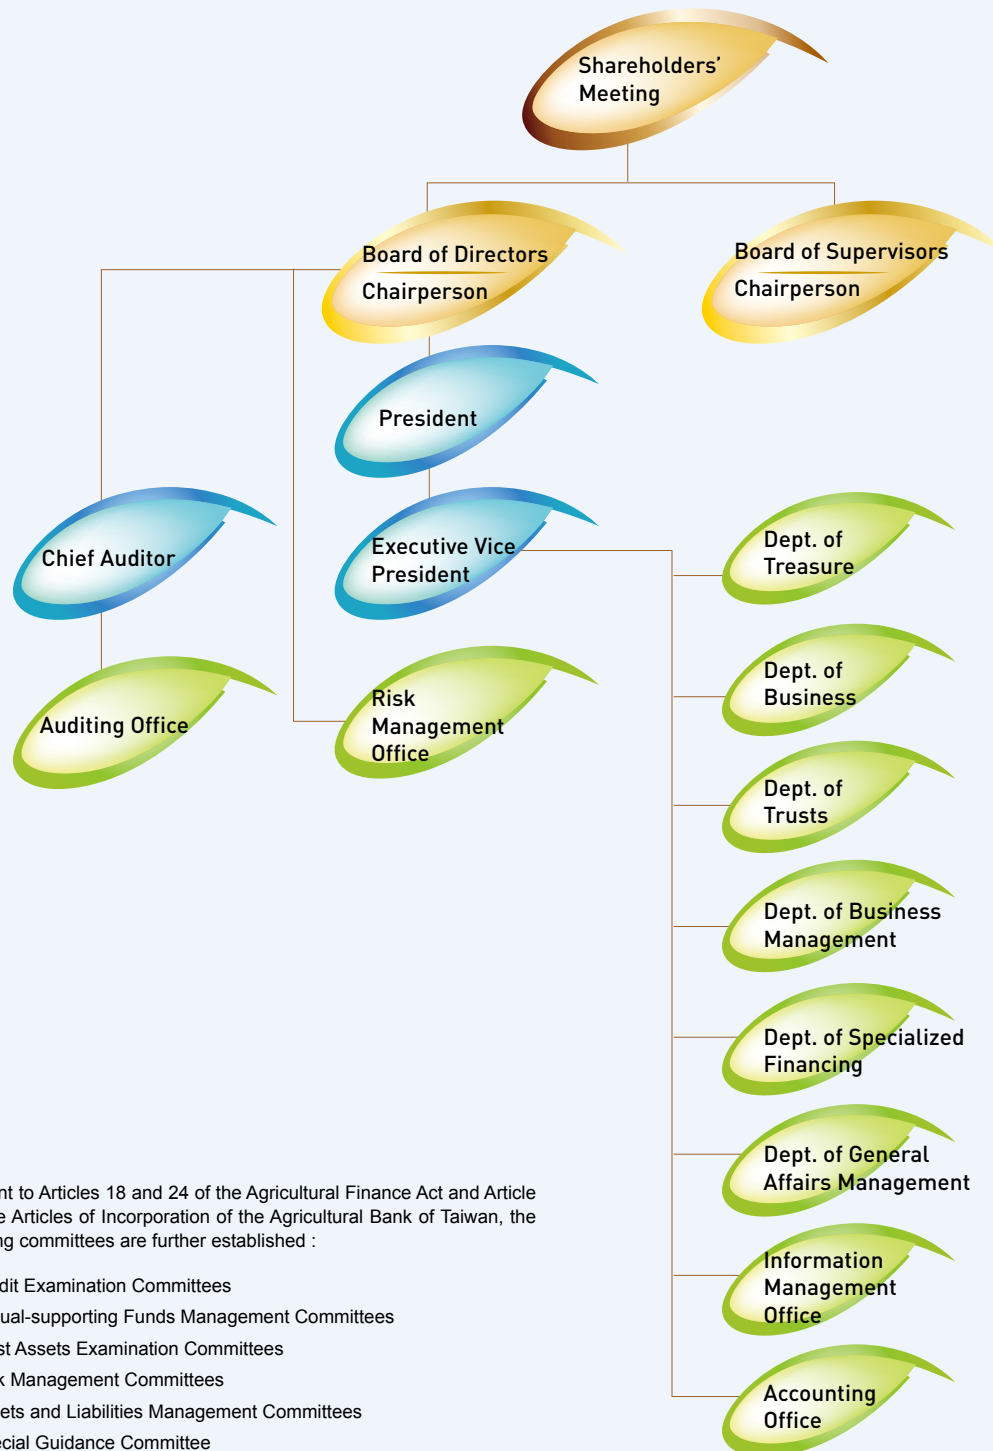 Shareholders'
Meeting
Board of Directors
Chairperson
Board of Supervisors
Chairperson
President
Chief Auditor
Executive Vice
President
Dept. of
Treasure
Dept. of
Business
Auditing Office
Risk
Management
Office
Dept. of
Trusts
Dept. of Business
Management
Dept. of Specialized
Financing
Dept. of General
Affairs Management
Information
Management
Office
Accounting
Office
to Articles 18 and 24 of the Agricultural Finance Act and Article
Articles of Incorporation of the Agricultural Bank of Taiwan, the
committees are further established :
Examination Committees
Funds Management Committees
Assets Examination Committees
Management Committees
and Liabilities Management Committees
Guidance Committee